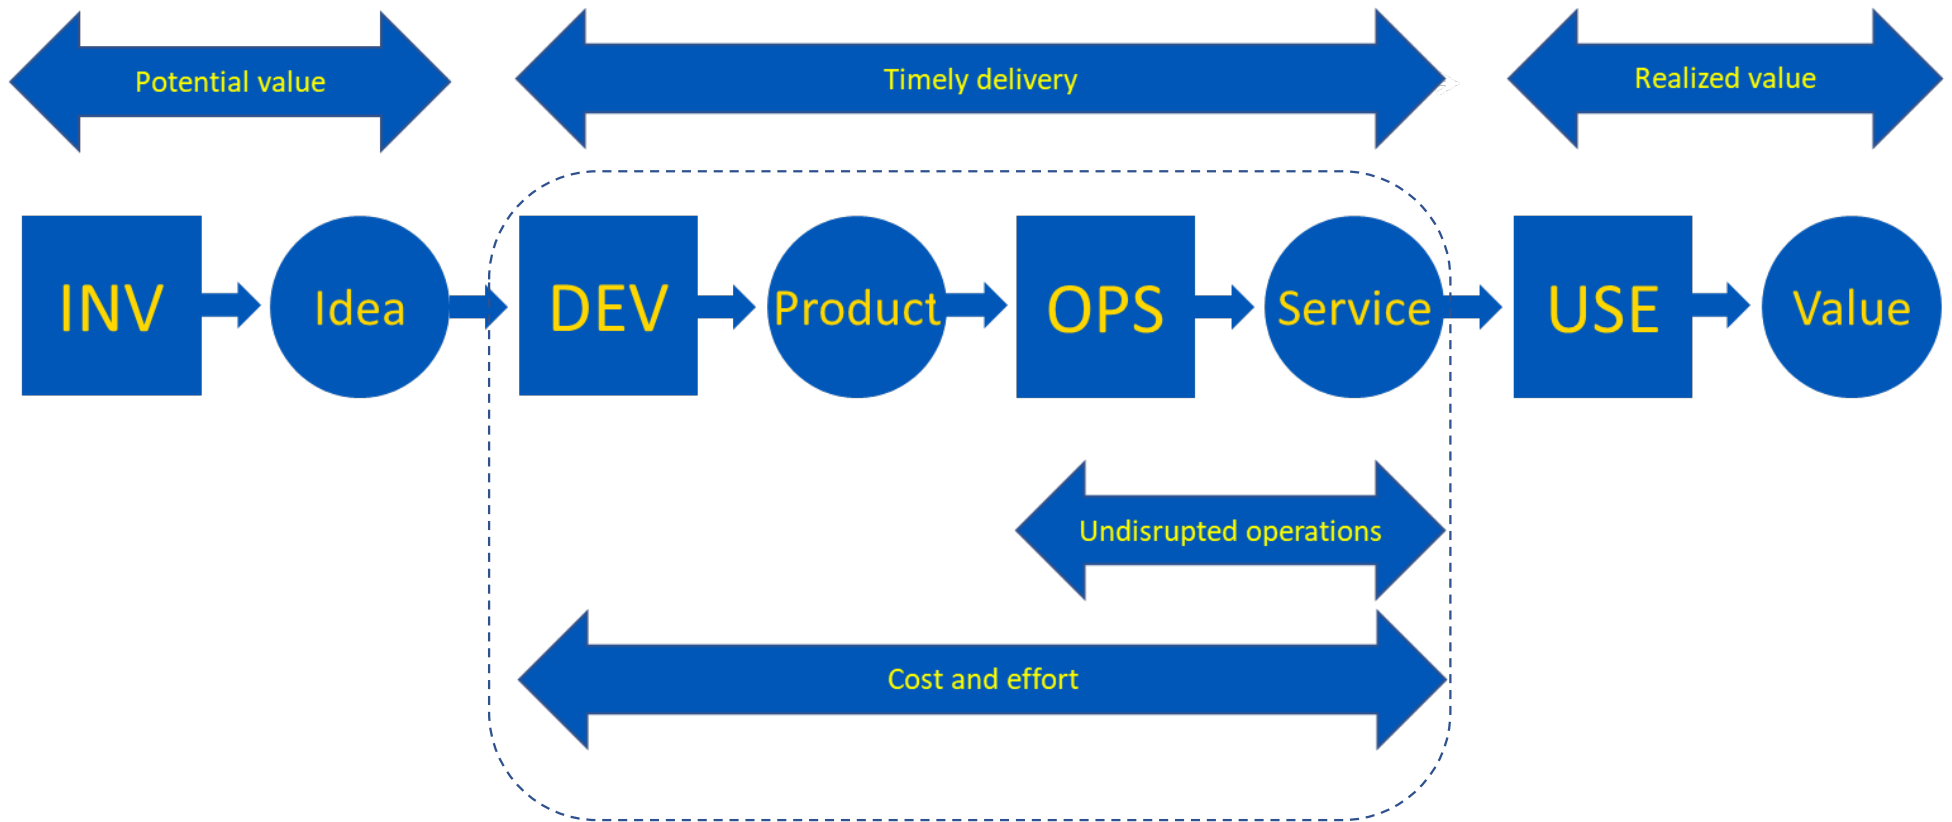 Potential value
Timely delivery
Realized value
INV
Idea
DEV
Product
OPS
Service
USE
Value
Undisrupted operations
Cost and effort